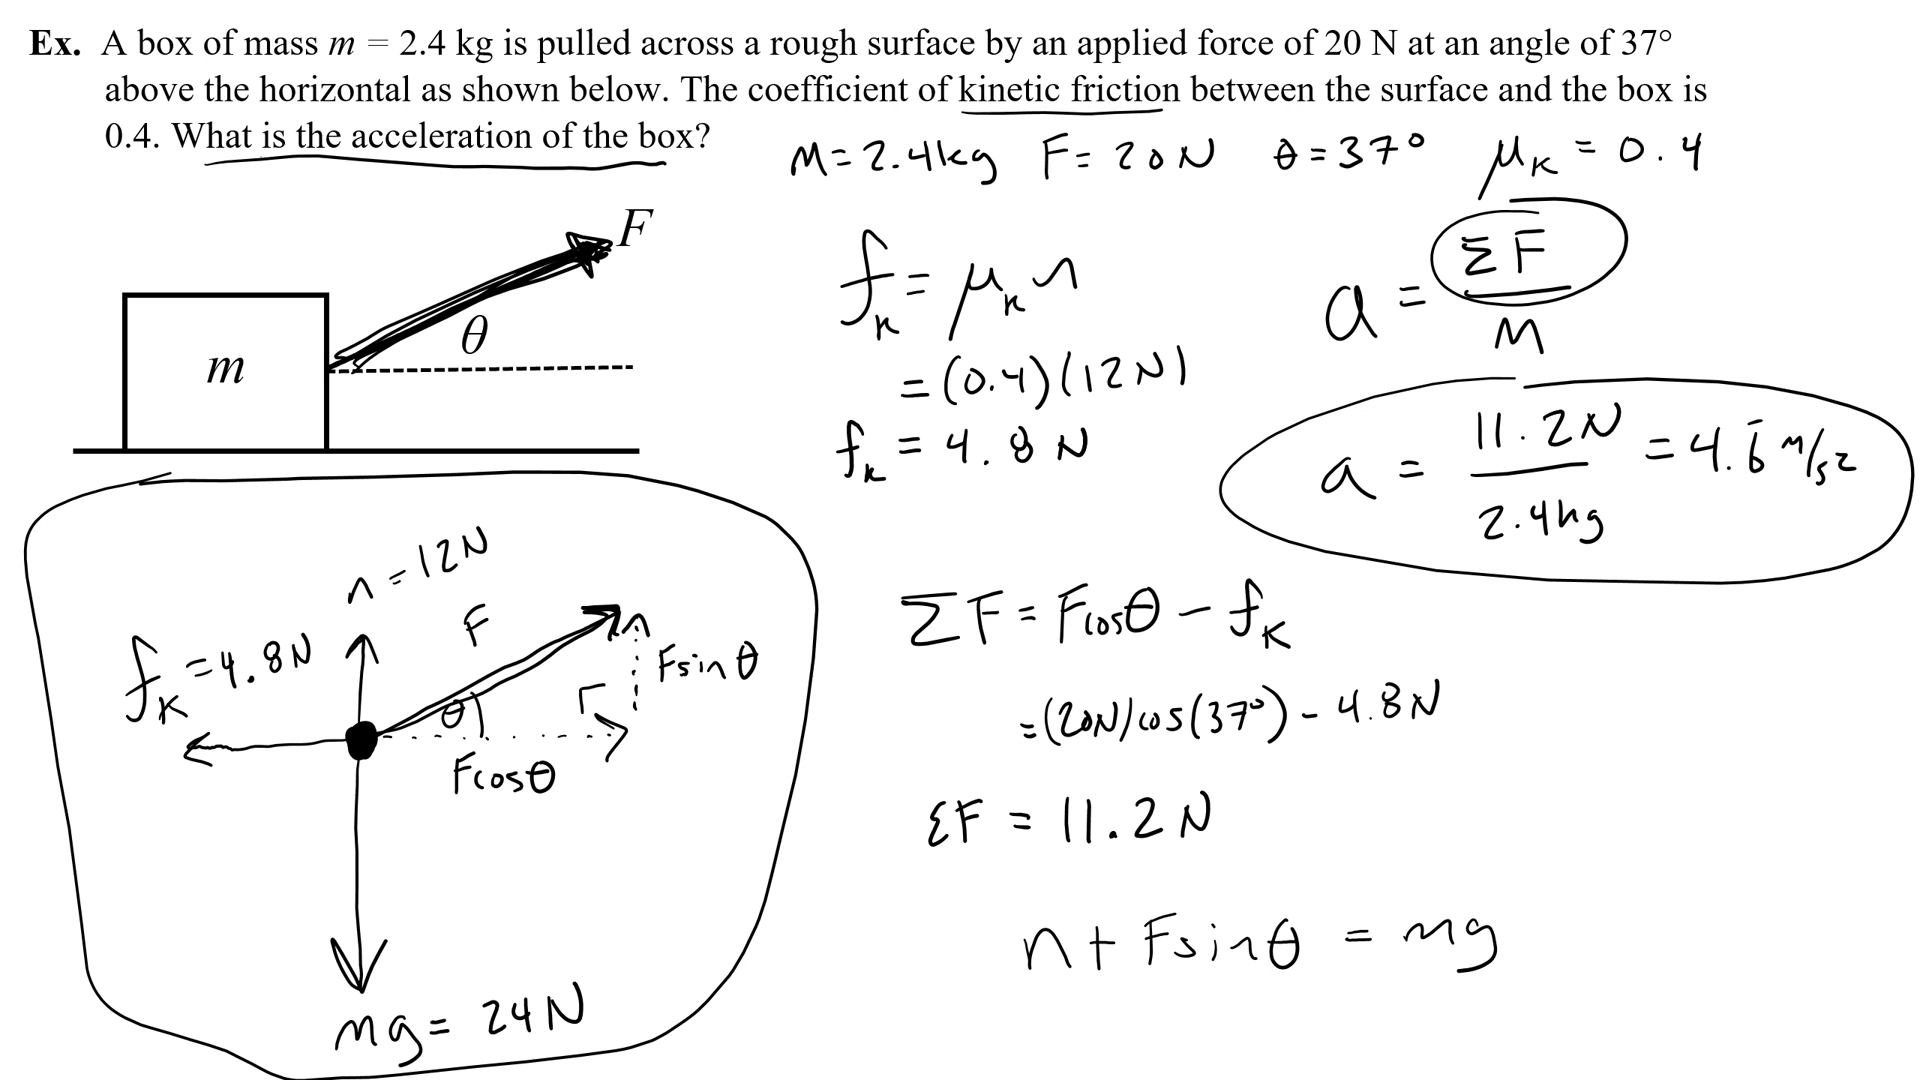 Ex. A box of mass m = 2.4 kg is pulled across a rough surface by an applied force of 20 N at an angle of 37°
above the horizontal as shown below. The coefficient of kinetic friction between the surface and the box is
0.4. What is the acceleration of the box?
M = 2.4kg F = 20N θ = 37° μk = 0.4
F
θ
m
fk = μk n
= (0.4)(12N)
fk = 4.8 N
a = ΣF / M
a = 11.2N / 2.4kg = 4.6̄ m/s²
n = 12N
F
fk = 4.8N
Fsinθ
θ
Fcosθ
mg = 24N
ΣF = Fcosθ - fK
= (20N)cos(37°) - 4.8N
ΣF = 11.2N
n + Fsinθ = mg